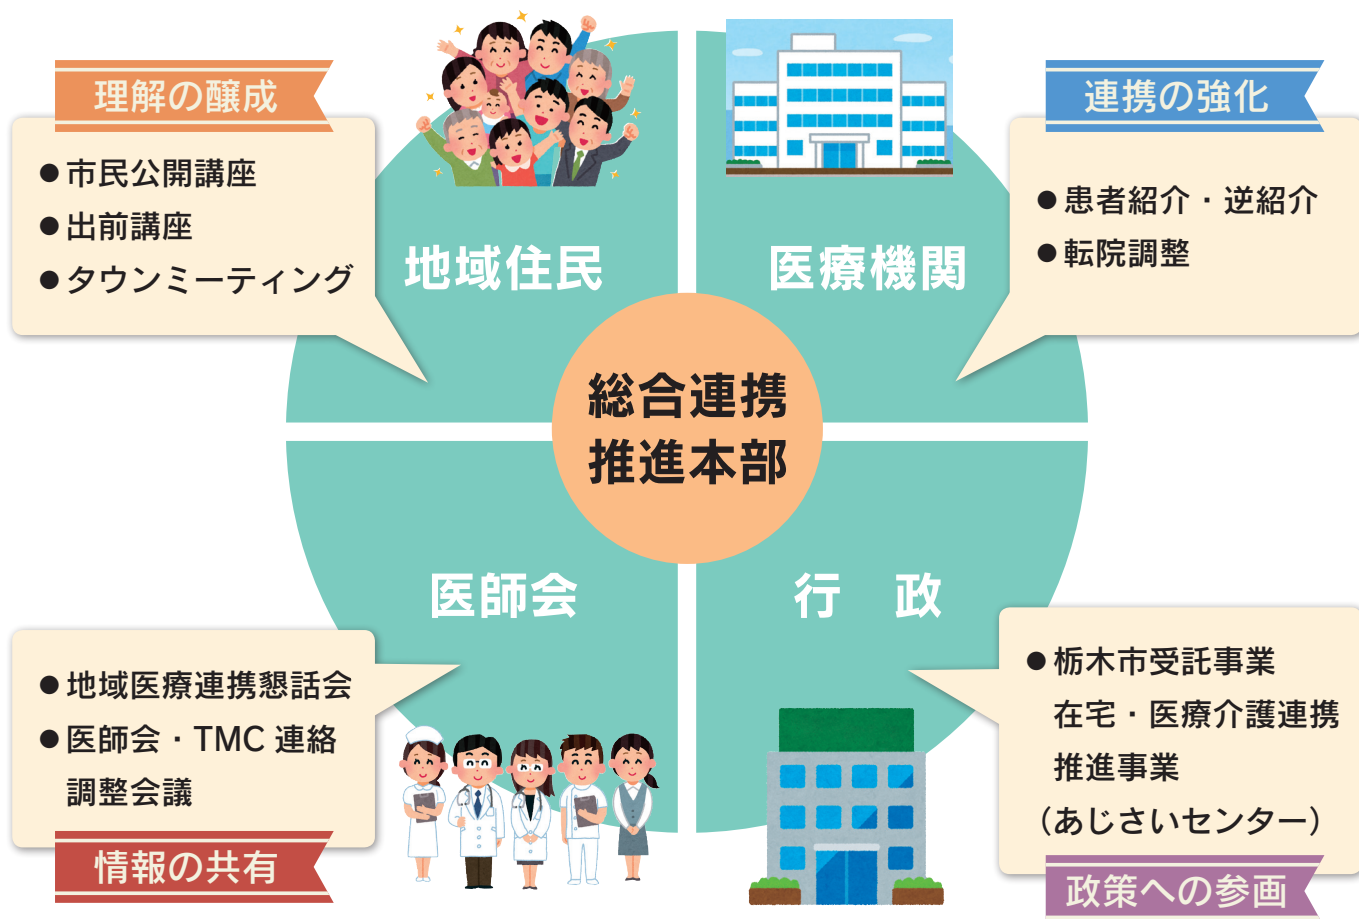 理解の醸成
●市民公開講座
●出前講座
●タウンミーティング
地域住民
医療機関
連携の強化
●患者紹介・逆紹介
●転院調整
総合連携
推進本部
医師会
行　政
●地域医療連携懇話会
●医師会・TMC 連絡
調整会議
情報の共有
●栃木市受託事業
在宅・医療介護連携
推進事業
（あじさいセンター）
政策への参画